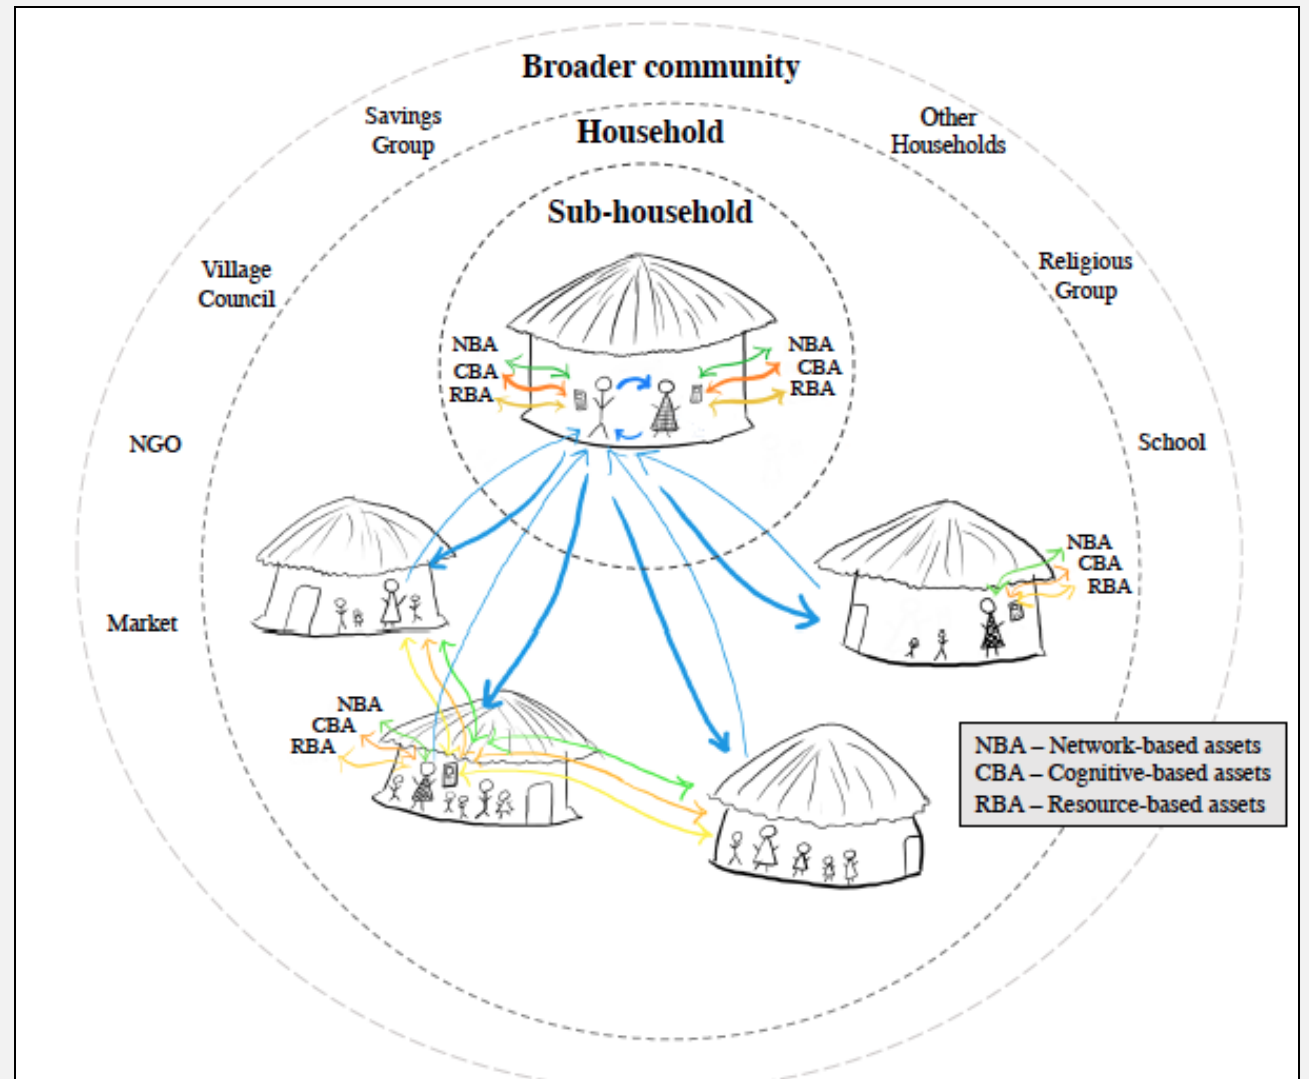 Broader community
Savings
Group
Household
Other
Households
Sub-household
Village
Council
Religious
Group
NBA
CBA
RBA
NBA
CBA
RBA
NGO
School
NBA
CBA
RBA
Market
NBA
CBA
RBA
NBA – Network-based assets
CBA – Cognitive-based assets
RBA – Resource-based assets